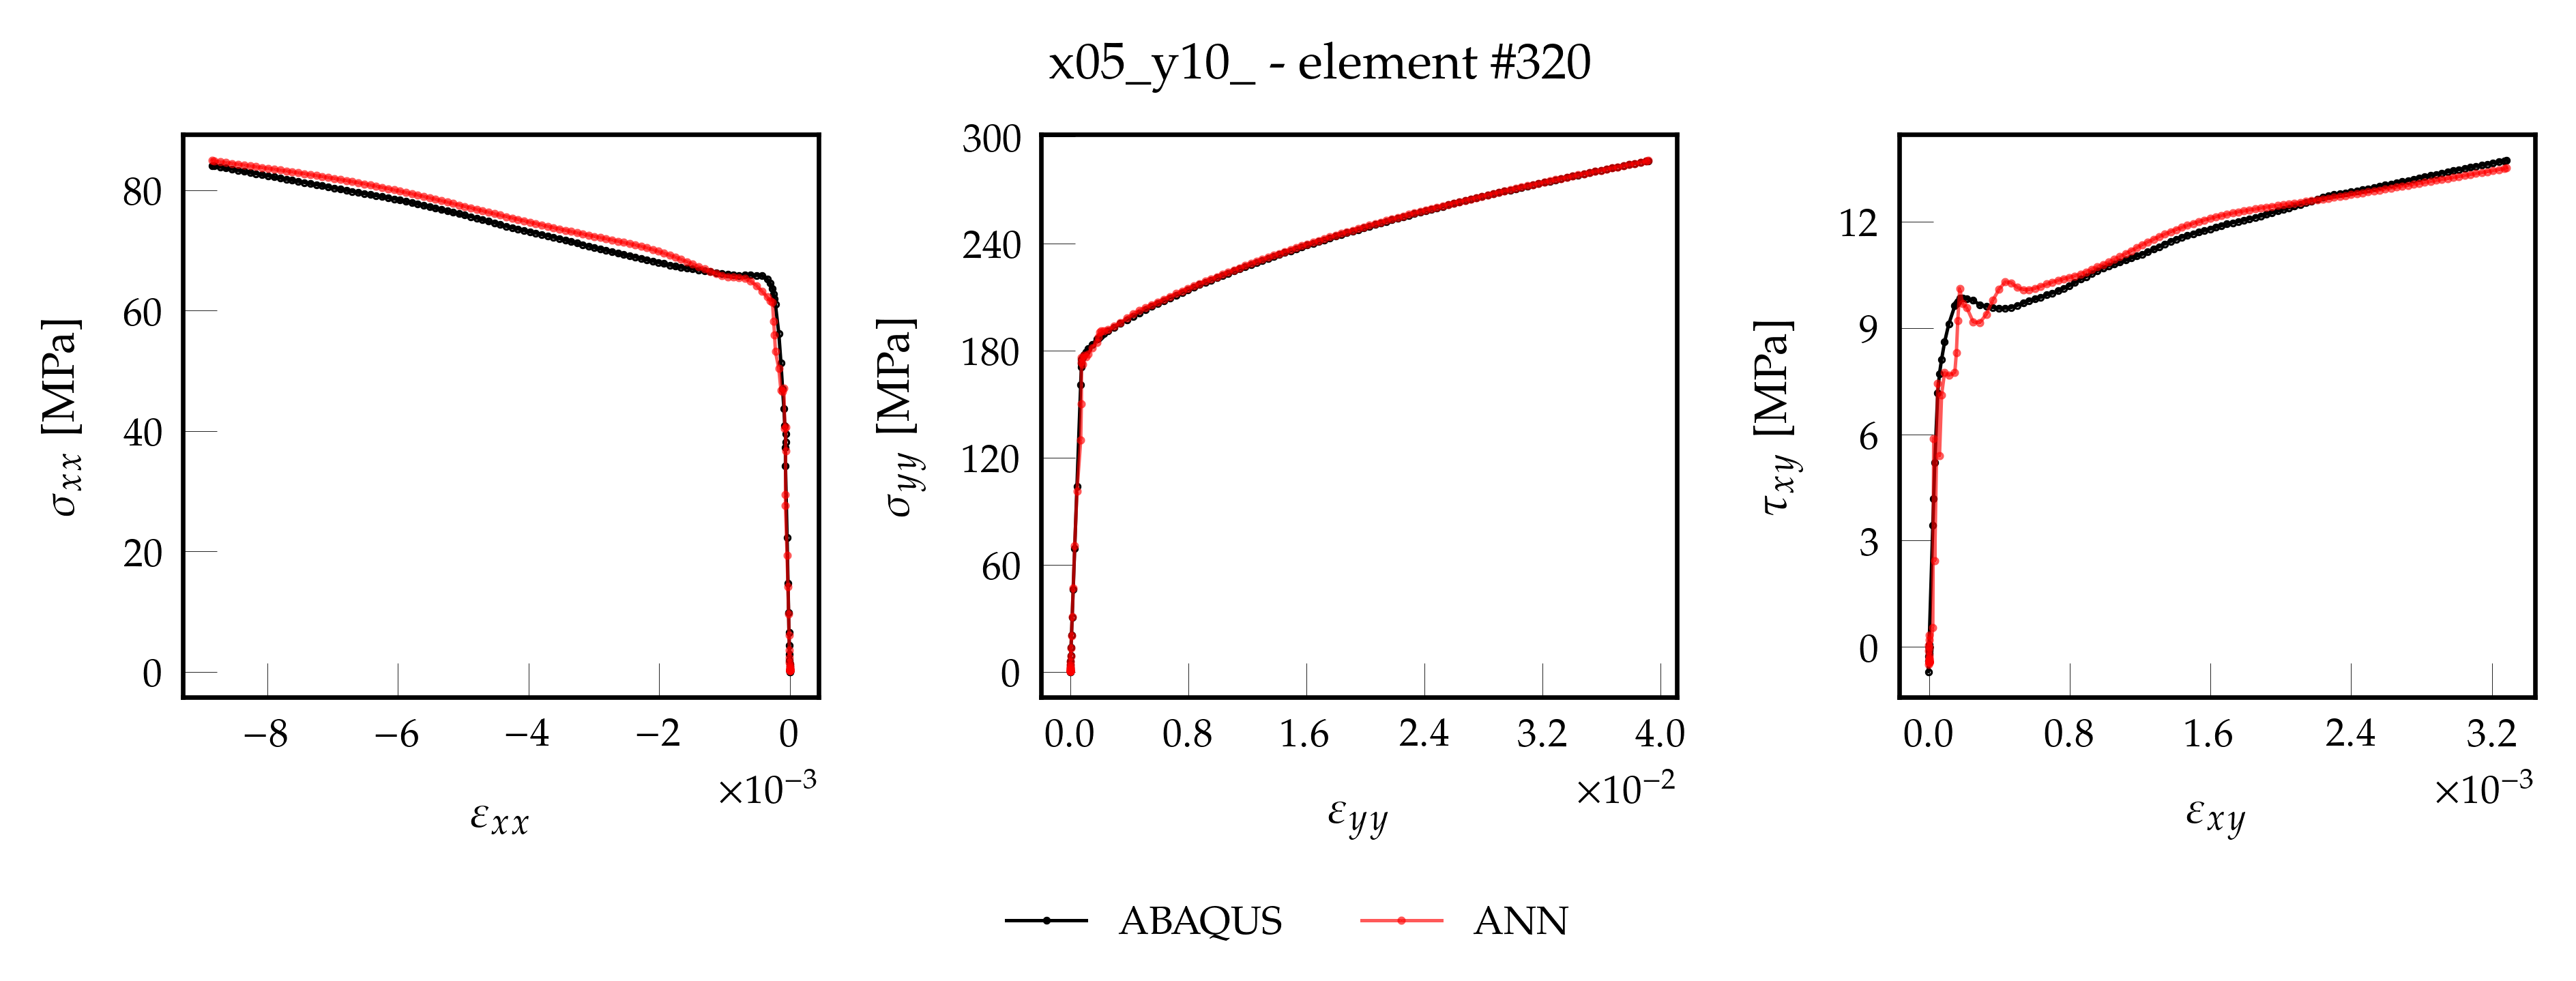 x05_y10_ - element #320
σxx [MPa]
80
60
40
20
0
−8 −6 −4 −2 0
×10⁻³
εxx
σyy [MPa]
300
240
180
120
60
0
0.0 0.8 1.6 2.4 3.2 4.0
×10⁻²
εyy
τxy [MPa]
12
9
6
3
0
0.0 0.8 1.6 2.4 3.2
×10⁻³
εxy
ABAQUS ANN